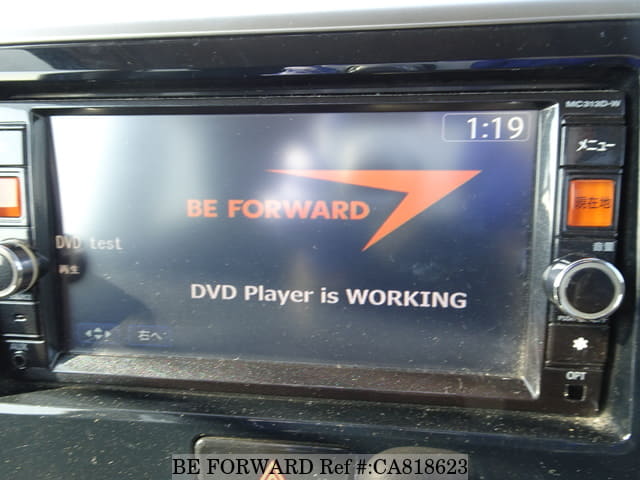 MC313D-W
1:19
メニュー
BE FORWARD
現在地
DVD test
音量
再生
DVD Player is WORKING
右へ
OPT
BE FORWARD Ref #:CA818623